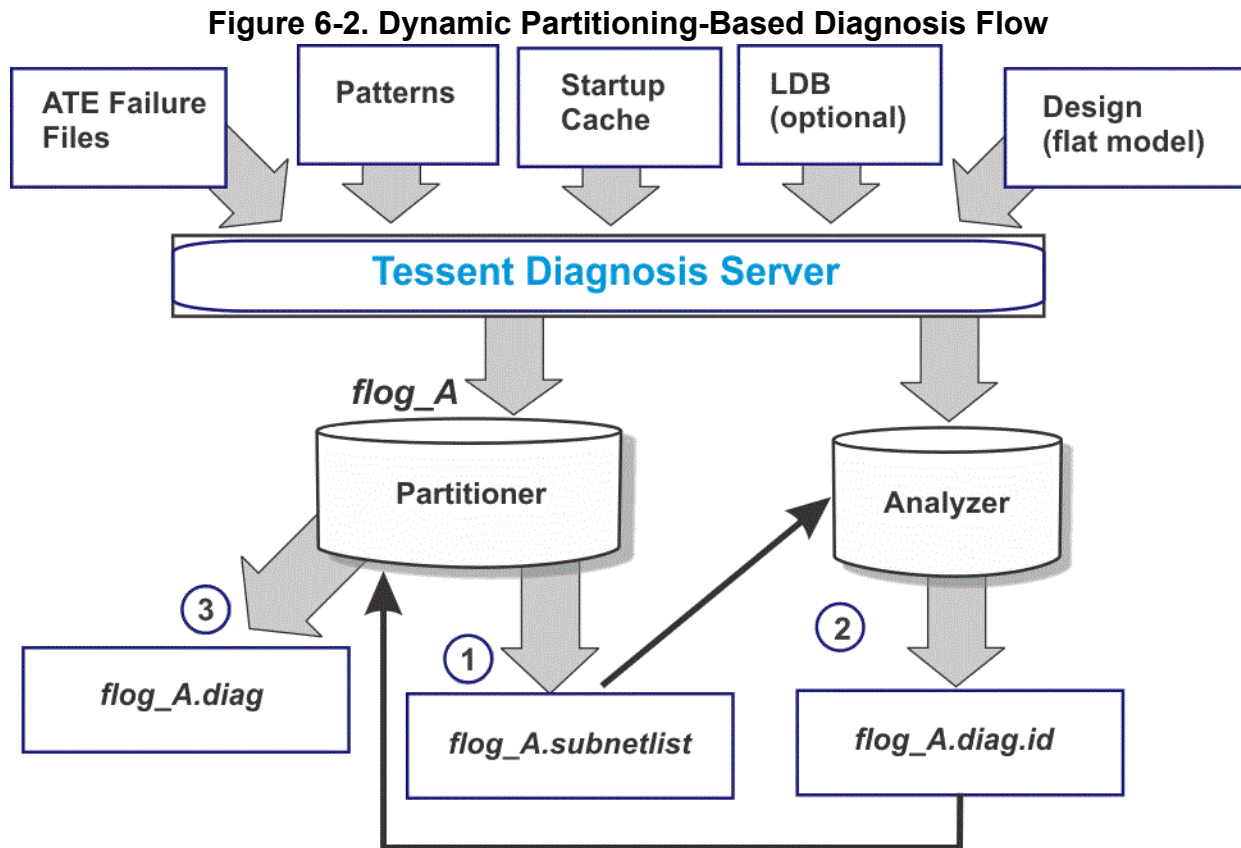 Figure 6-2. Dynamic Partitioning-Based Diagnosis Flow
ATE Failure
Files
Patterns
Startup
Cache
LDB
(optional)
Design
(flat model)
Tessent Diagnosis Server
flog_A
Partitioner
Analyzer
3
1
2
flog_A.diag
flog_A.subnetlist
flog_A.diag.id